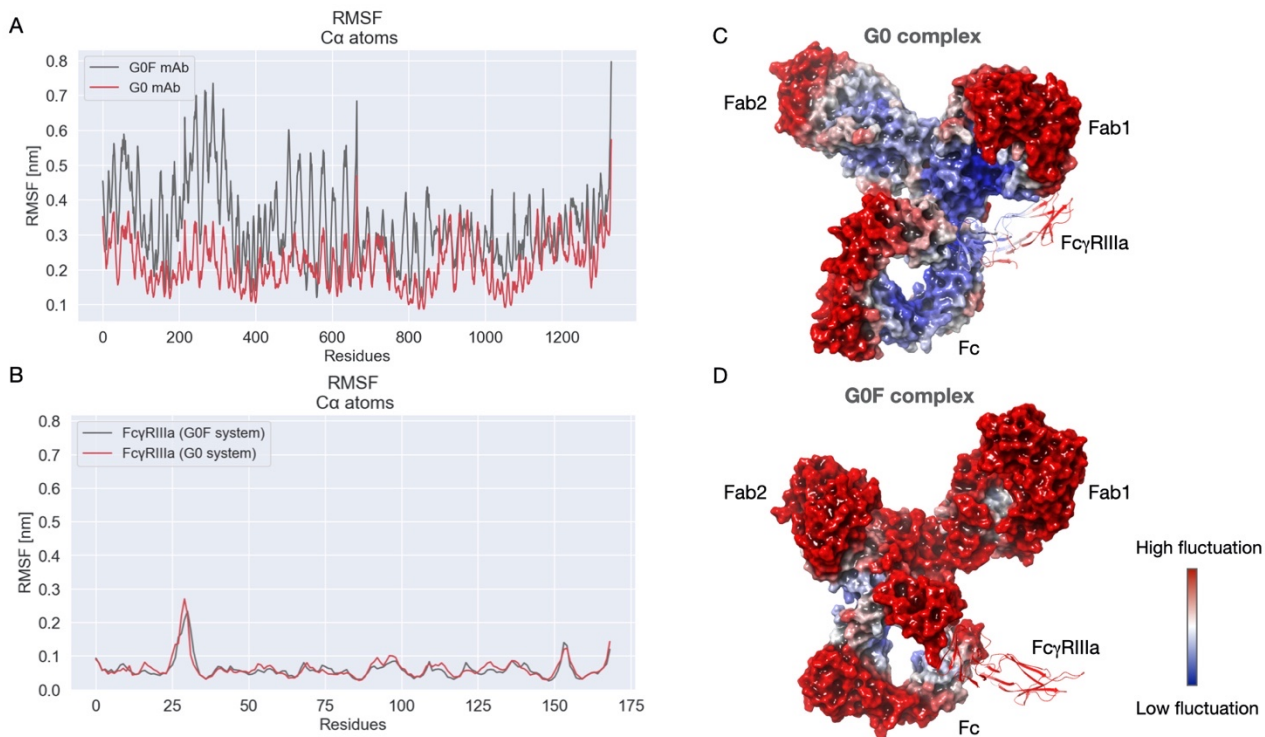 A
RMSF
Cα atoms
G0F mAb
G0 mAb
RMSF [nm]
0.8
0.7
0.6
0.5
0.4
0.3
0.2
0.1
0 200 400 600 800 1000 1200
Residues
B
RMSF
Cα atoms
FcγRIIIa (G0F system)
FcγRIIIa (G0 system)
RMSF [nm]
0.8
0.7
0.6
0.5
0.4
0.3
0.2
0.1
0.0
0 25 50 75 100 125 150 175
Residues
C
G0 complex
Fab2
Fab1
FcγRIIIa
Fc
D
G0F complex
Fab2
Fab1
FcγRIIIa
Fc
High fluctuation
Low fluctuation